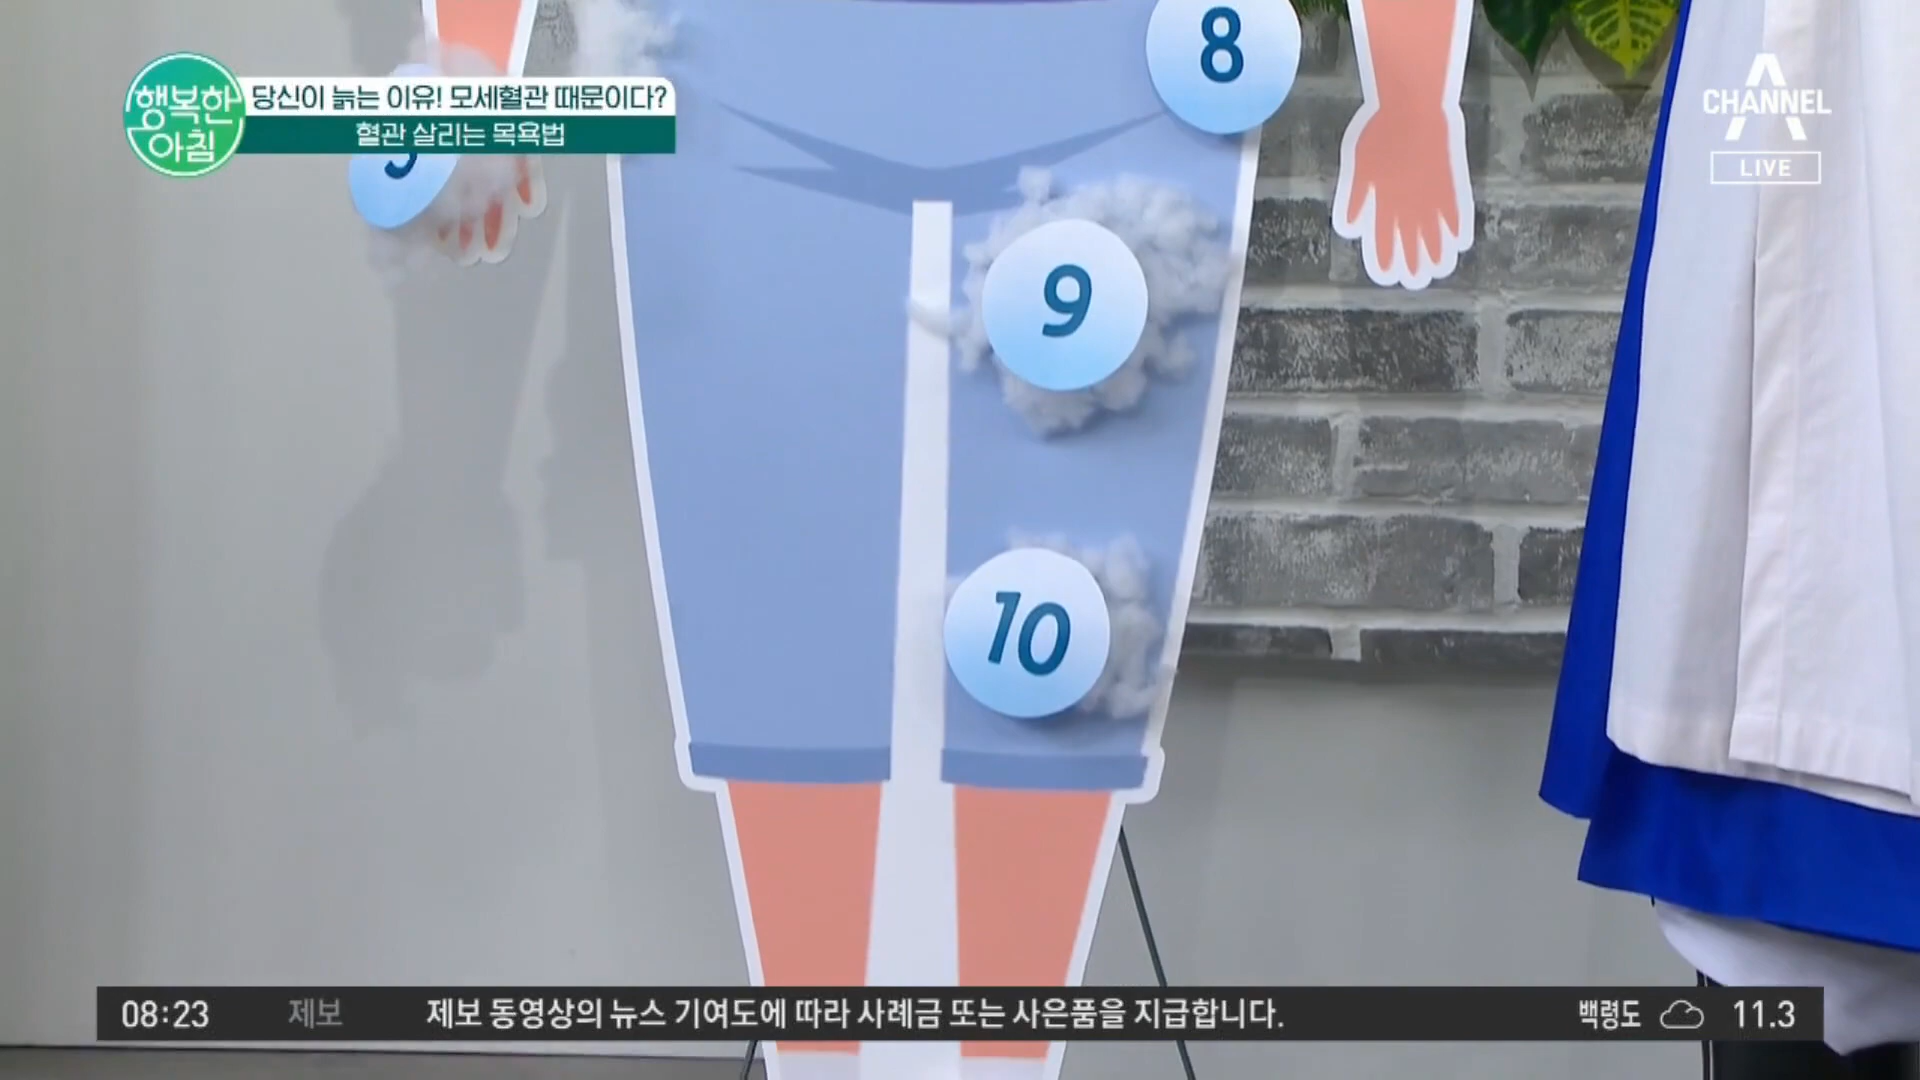 행복한
아침
당신이 늙는 이유! 모세혈관 때문이다?
혈관 살리는 목욕법
CHANNEL A
LIVE
8
9
10
08:23 제보 제보 동영상의 뉴스 기여도에 따라 사례금 또는 사은품을 지급합니다. 백령도 11.3